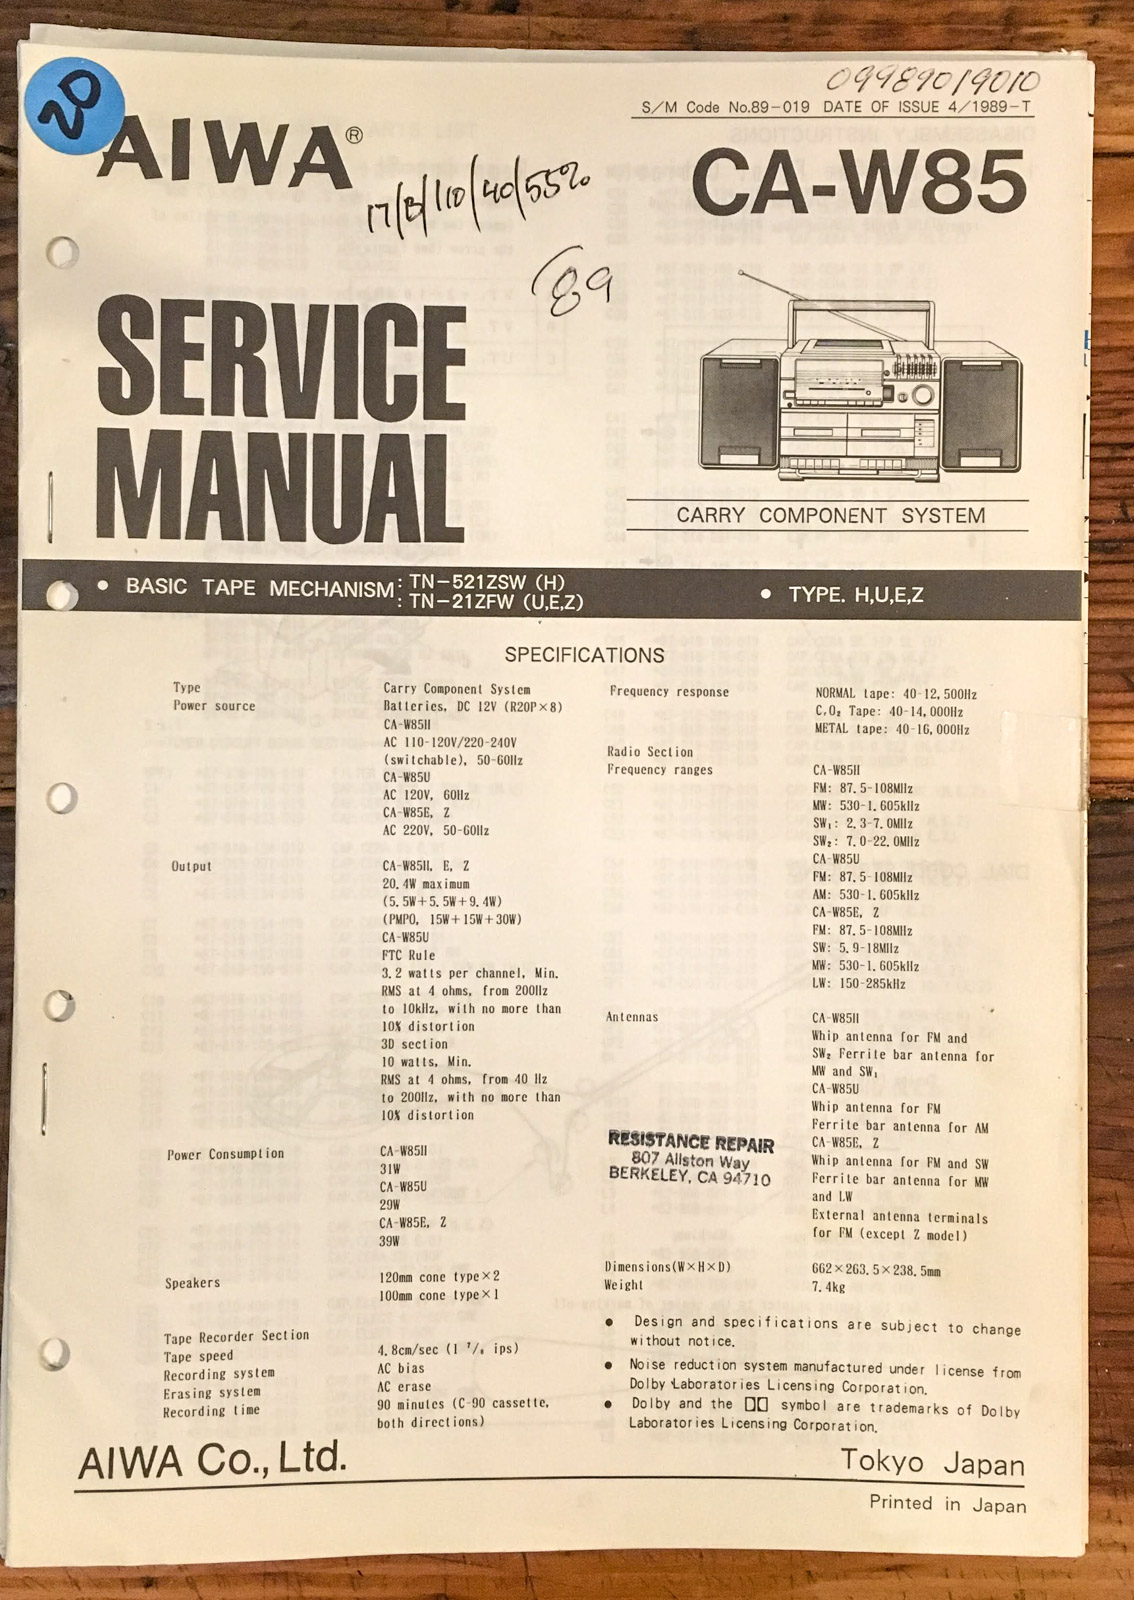 20
09989019010
S/M Code No.89-019 DATE OF ISSUE 4/1989-T
AIWA®
CA-W85
17/B/110/40/55%
89
SERVICE
MANUAL
CARRY COMPONENT SYSTEM
• BASIC TAPE MECHANISM : TN-521ZSW (H)
: TN-21ZFW (U,E,Z)
• TYPE. H,U,E,Z
SPECIFICATIONS
Type Carry Component System
Power source Batteries, DC 12V (R20P×8)
CA-W85H
AC 110-120V/220-240V
(switchable), 50-60Hz
CA-W85U
AC 120V, 60Hz
CA-W85E, Z
AC 220V, 50-60Hz
Output CA-W85H, E, Z
20.4W maximum
(5.5W+5.5W+9.4W)
(PMPO, 15W+15W+30W)
CA-W85U
FTC Rule
3.2 watts per channel, Min.
RMS at 4 ohms, from 200Hz
to 10kHz, with no more than
10% distortion
3D section
10 watts, Min.
RMS at 4 ohms, from 40 Hz
to 200Hz, with no more than
10% distortion
Power Consumption CA-W85H
31W
CA-W85U
29W
CA-W85E, Z
39W
Speakers 120mm cone type×2
100mm cone type×1
Tape Recorder Section
Tape speed 4.8cm/sec (1 7/8 ips)
Recording system AC bias
Erasing system AC erase
Recording time 90 minutes (C-90 cassette,
both directions)
Frequency response NORMAL tape: 40-12,500Hz
CrO₂ Tape: 40-14,000Hz
METAL tape: 40-16,000Hz
Radio Section
Frequency ranges CA-W85H
FM: 87.5-108MHz
MW: 530-1,605kHz
SW₁: 2.3-7.0MHz
SW₂: 7.0-22.0MHz
CA-W85U
FM: 87.5-108MHz
AM: 530-1,605kHz
CA-W85E, Z
FM: 87.5-108MHz
SW: 5.9-18MHz
MW: 530-1,605kHz
LW: 150-285kHz
Antennas CA-W85H
Whip antenna for FM and
SW₂ Ferrite bar antenna for
MW and SW₁
CA-W85U
Whip antenna for FM
Ferrite bar antenna for AM
CA-W85E, Z
Whip antenna for FM and SW
Ferrite bar antenna for MW
and LW
External antenna terminals
for FM (except Z model)
RESISTANCE REPAIR
807 Allston Way
BERKELEY, CA 94710
Dimensions(W×H×D) 662×263.5×238.5mm
Weight 7.4kg
• Design and specifications are subject to change
without notice.
• Noise reduction system manufactured under license from
Dolby Laboratories Licensing Corporation.
• Dolby and the symbol are trademarks of Dolby
Laboratories Licensing Corporation.
AIWA Co., Ltd.
Tokyo Japan
Printed in Japan